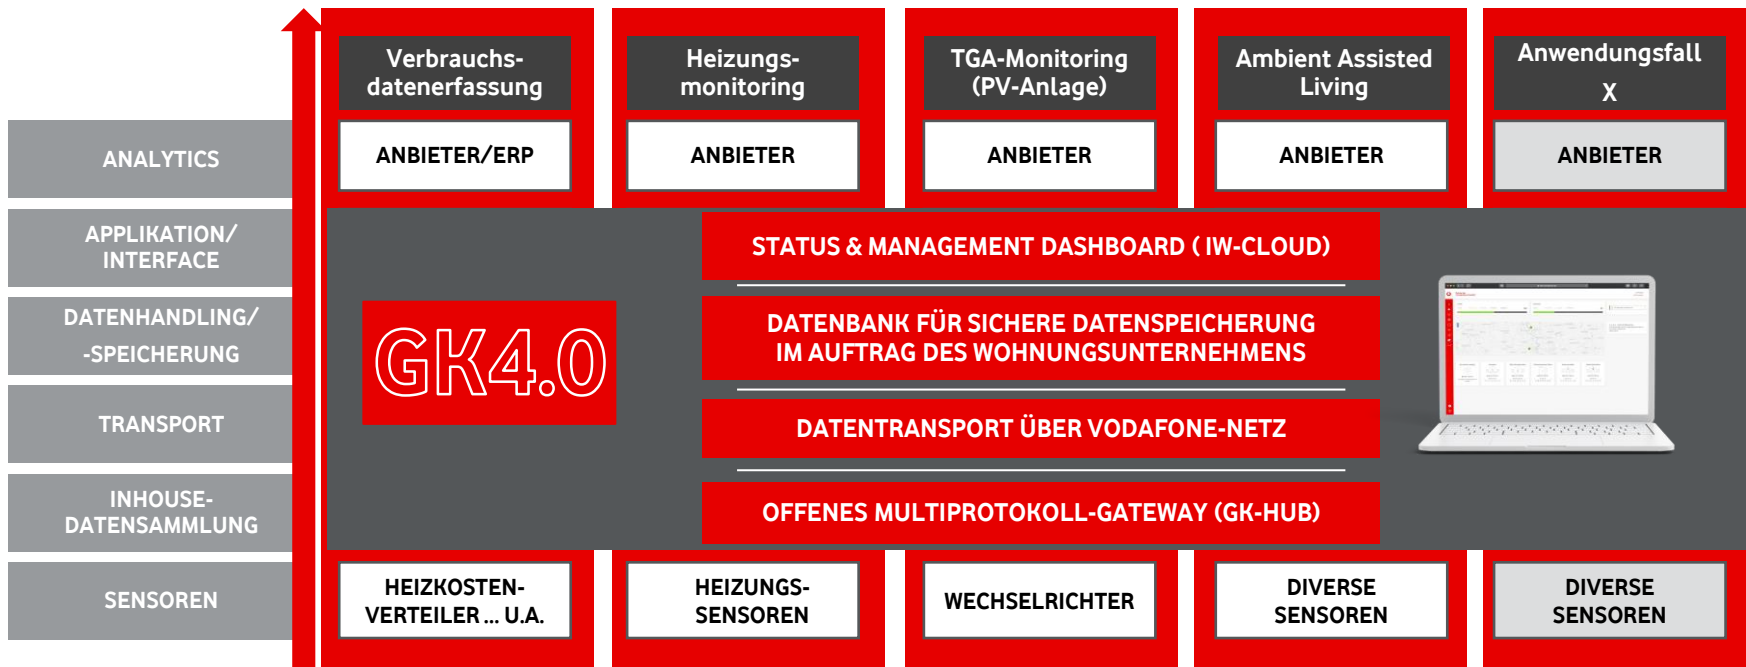 Verbrauchs-
datenerfassung
Heizungs-
monitoring
TGA-Monitoring
(PV-Anlage)
Ambient Assisted
Living
Anwendungsfall
X
ANALYTICS
ANBIETER/ERP
ANBIETER
ANBIETER
ANBIETER
ANBIETER
APPLIKATION/
INTERFACE
STATUS & MANAGEMENT DASHBOARD ( IW-CLOUD)
DATENHANDLING/
-SPEICHERUNG
GK4.0
DATENBANK FÜR SICHERE DATENSPEICHERUNG
IM AUFTRAG DES WOHNUNGSUNTERNEHMENS
TRANSPORT
DATENTRANSPORT ÜBER VODAFONE-NETZ
INHOUSE-
DATENSAMMLUNG
OFFENES MULTIPROTOKOLL-GATEWAY (GK-HUB)
SENSOREN
HEIZKOSTEN-
VERTEILER ... U.A.
HEIZUNGS-
SENSOREN
WECHSELRICHTER
DIVERSE
SENSOREN
DIVERSE
SENSOREN